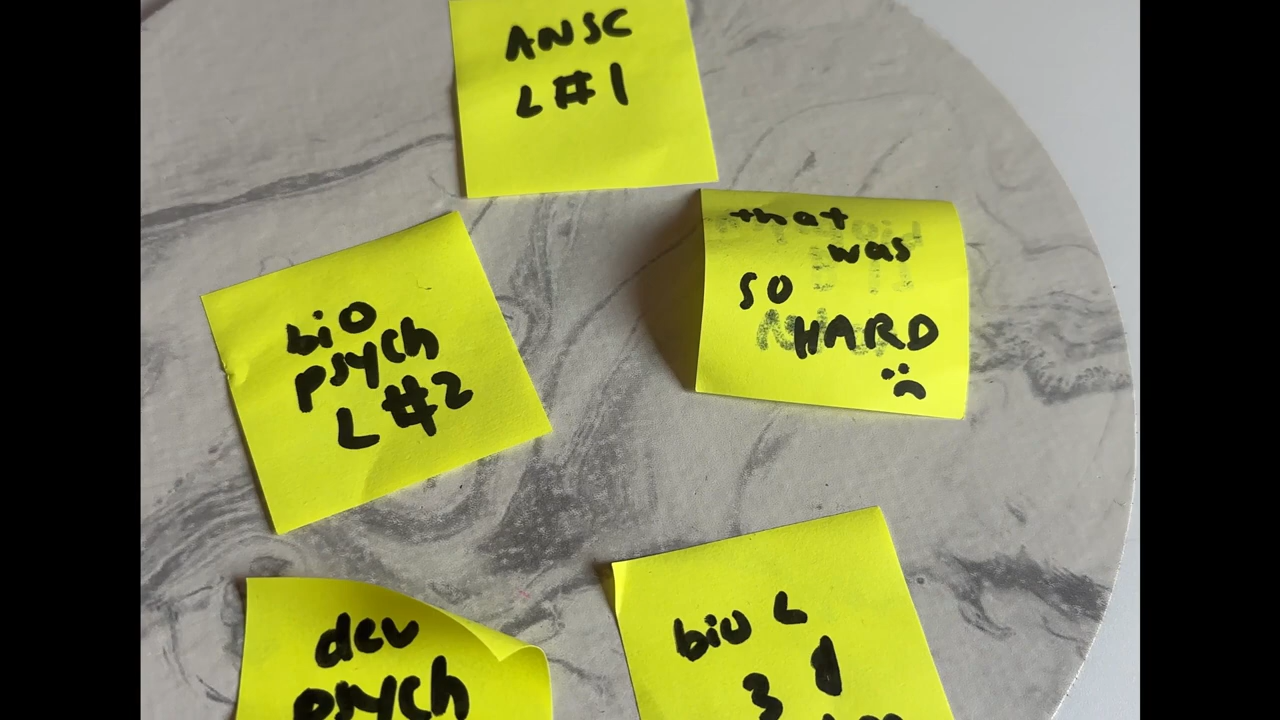 ANSC
L#1
that
was
so
HARD
:(
bio
psych
L#2
dev
psych
bio L
3